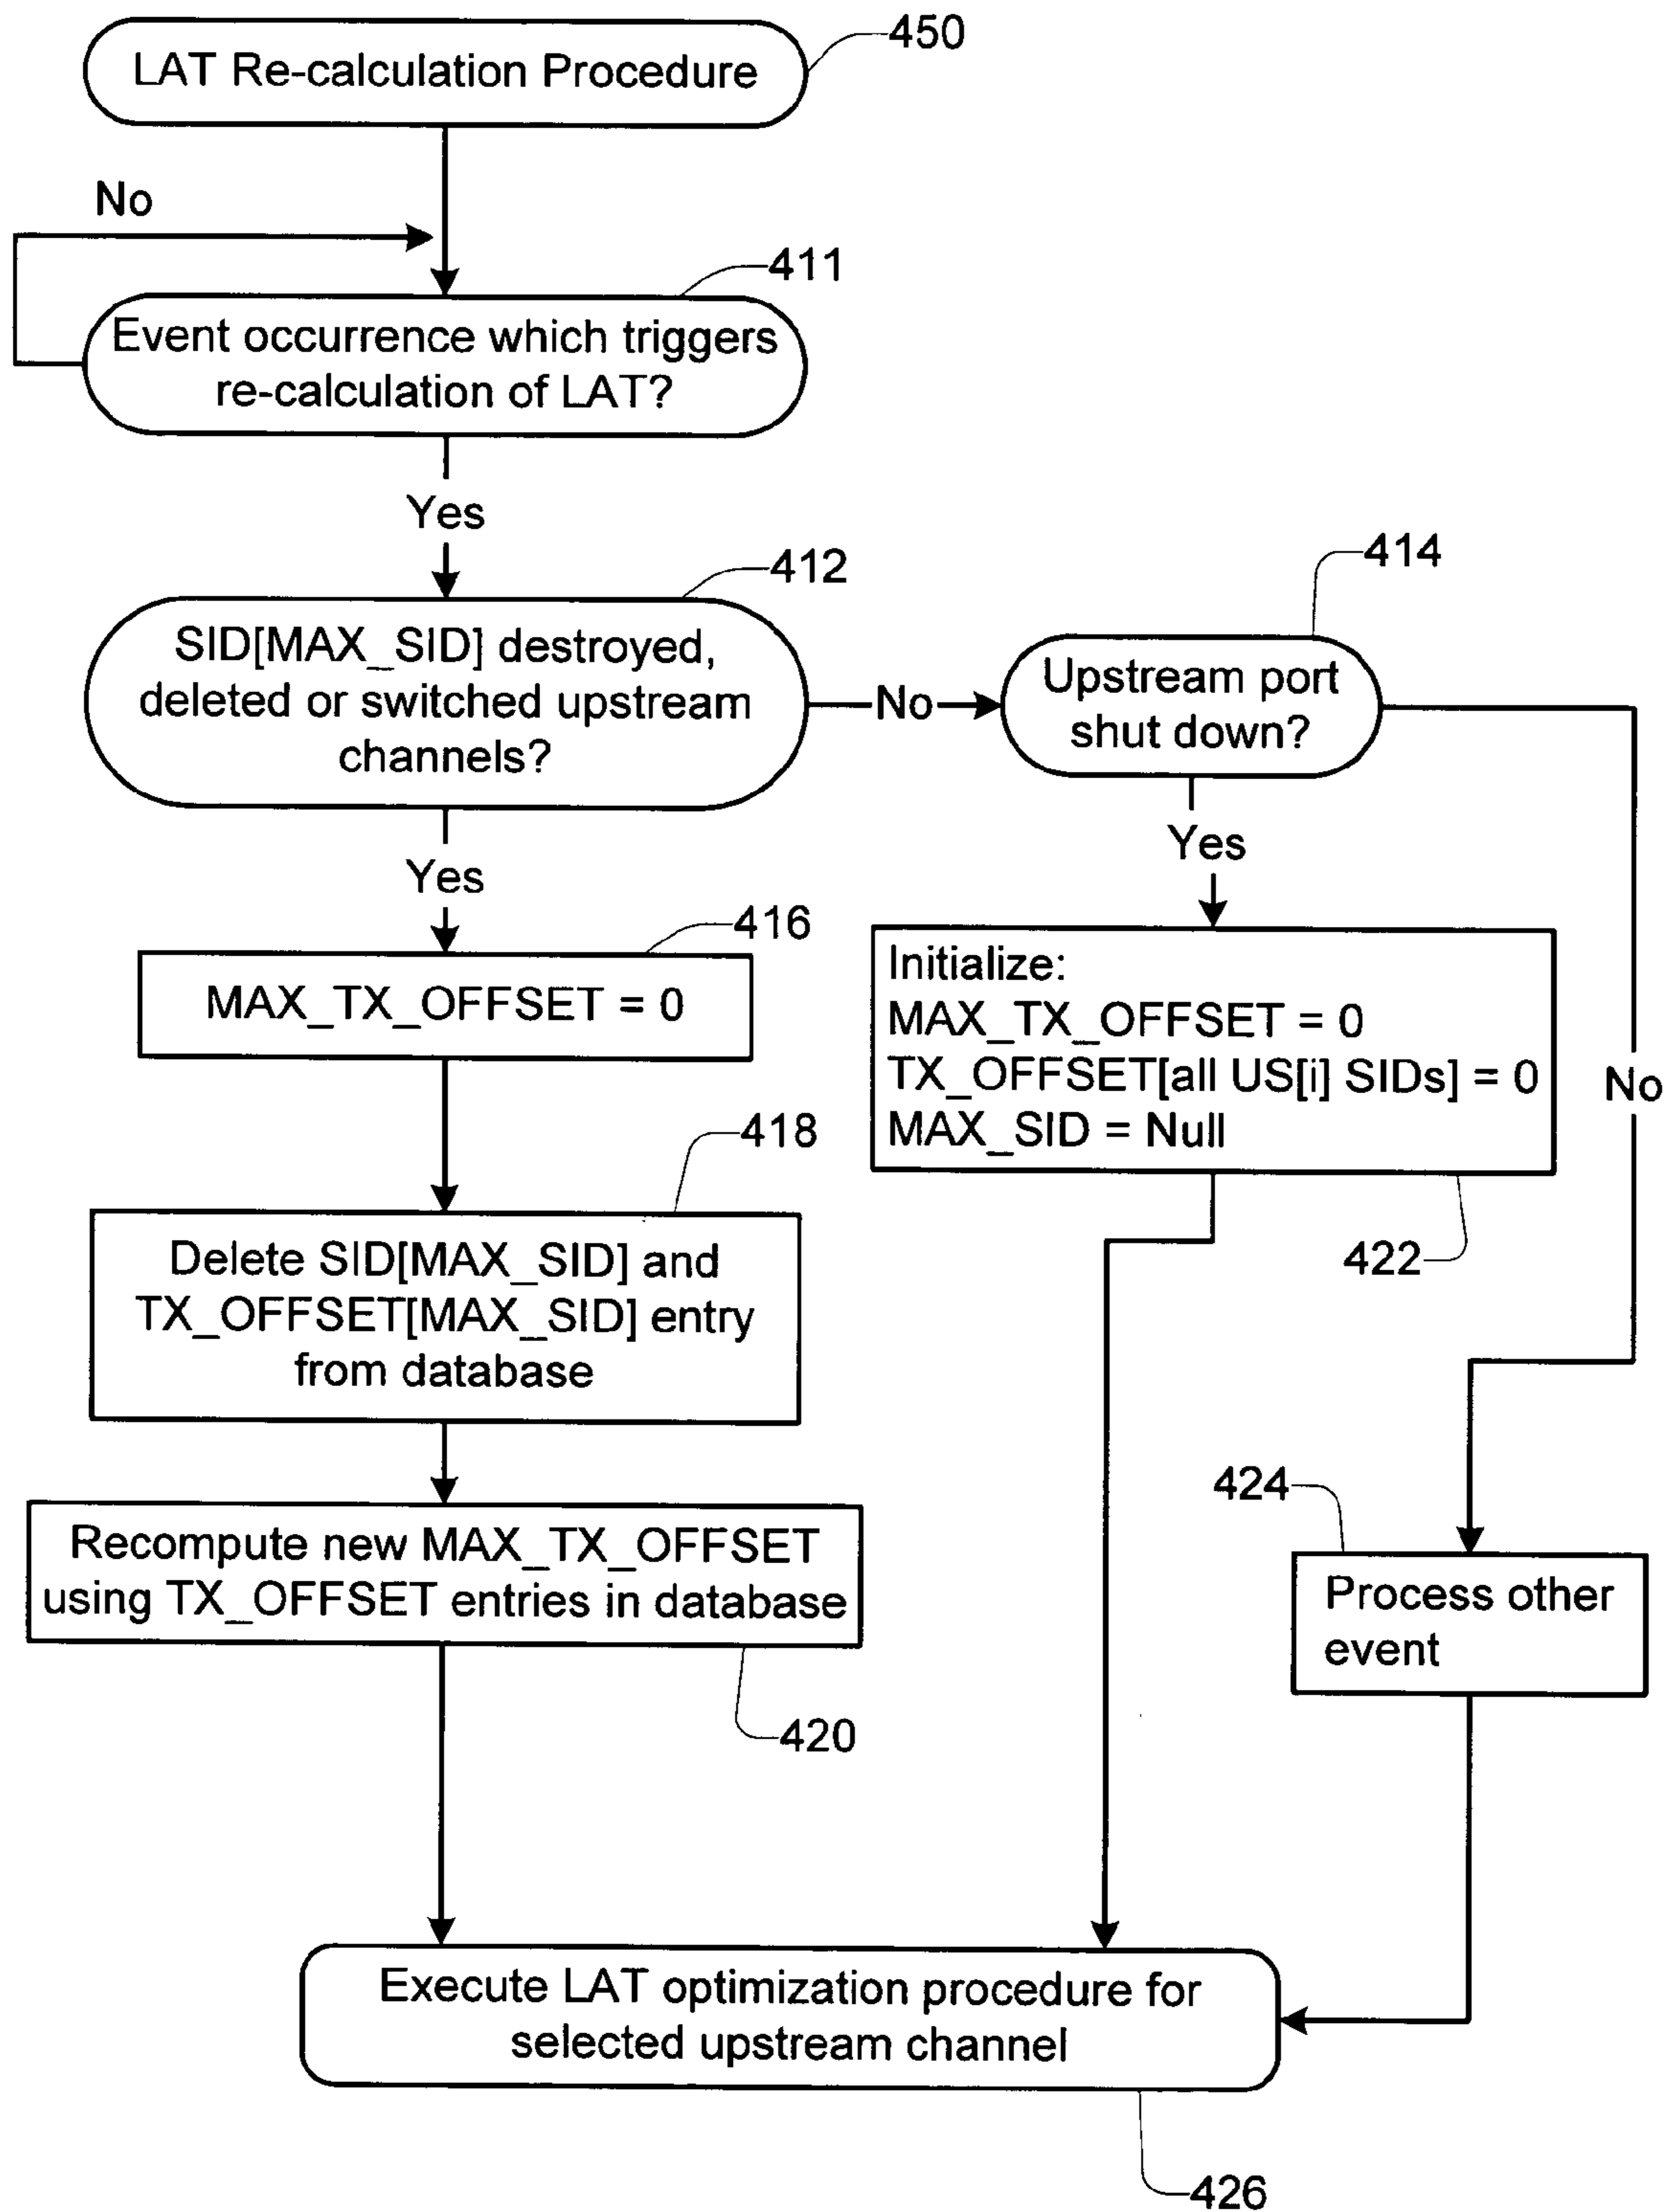 LAT Re-calculation Procedure
450
No
411
Event occurrence which triggers
re-calculation of LAT?
Yes
412
SID[MAX_SID] destroyed,
deleted or switched upstream
channels?
No
414
Upstream port
shut down?
Yes
Yes
416
MAX_TX_OFFSET = 0
Initialize:
MAX_TX_OFFSET = 0
TX_OFFSET[all US[i] SIDs] = 0
MAX_SID = Null
No
422
418
Delete SID[MAX_SID] and
TX_OFFSET[MAX_SID] entry
from database
Recompute new MAX_TX_OFFSET
using TX_OFFSET entries in database
420
424
Process other
event
Execute LAT optimization procedure for
selected upstream channel
426